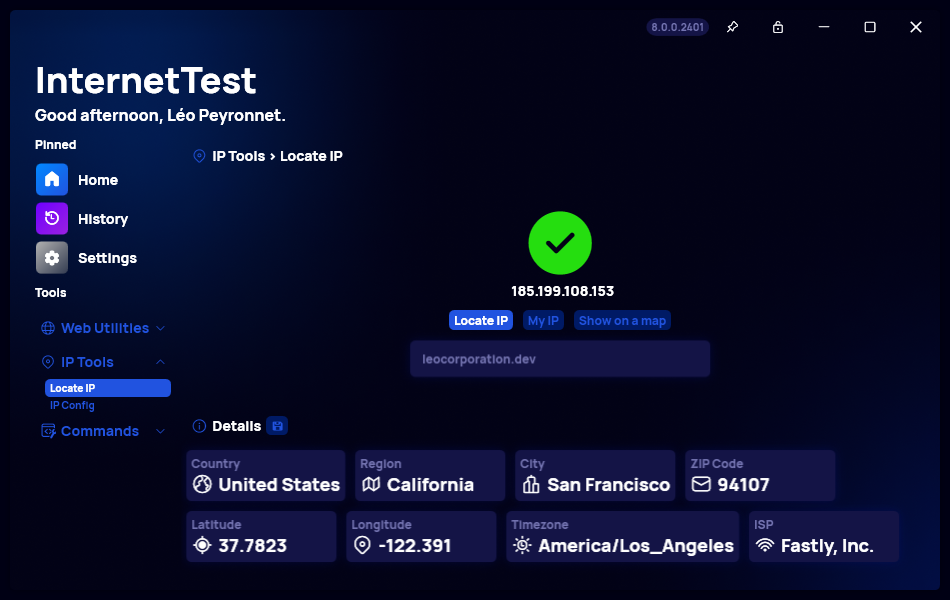 8.0.0.2401
InternetTest
Good afternoon, Léo Peyronnet.
Pinned
Home
History
Settings
Tools
Web Utilities
IP Tools
Locate IP
IP Config
Commands
IP Tools > Locate IP
185.199.108.153
Locate IP My IP Show on a map
leocorporation.dev
Details
Country Region City ZIP Code
United States California San Francisco 94107
Latitude Longitude Timezone ISP
37.7823 -122.391 America/Los_Angeles Fastly, Inc.